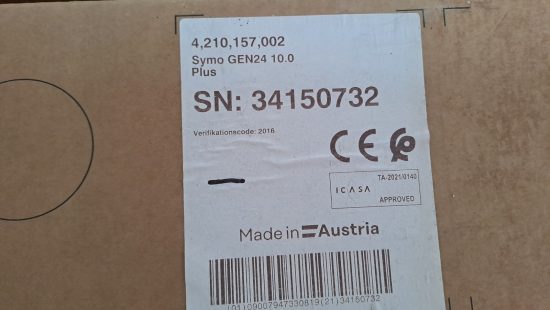 4,210,157,002
Symo GEN24 10.0
Plus
SN: 34150732
Verifikationscode: 2016
CE
TA-2021/0140
ICASA
APPROVED
Made in Austria
(01)09007947330819(21)34150732